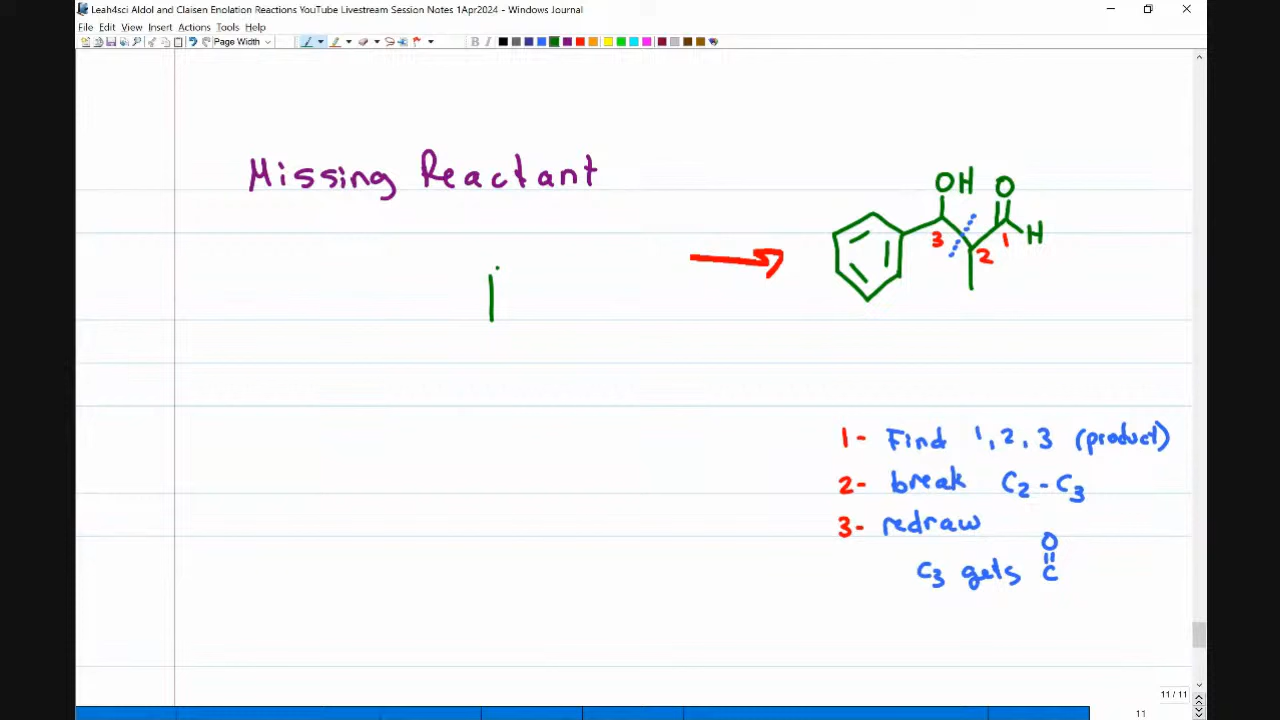 Leah4sci Aldol and Claisen Enolation Reactions YouTube Livestream Session Notes 1Apr2024 - Windows Journal
File Edit View Insert Actions Tools Help
Page Width
B I
Missing Reactant
OH O
3 2 1 H
1- Find 1, 2, 3 (product)
2- break C2 - C3
3- redraw
O
C3 gets C
11 / 11
11